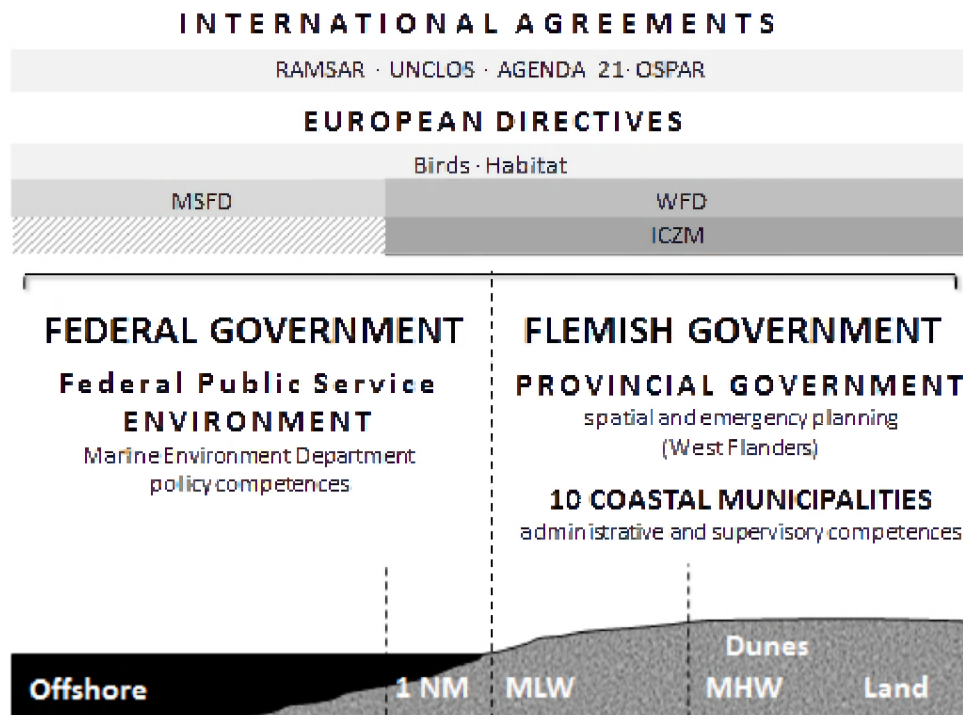 INTERNATIONAL AGREEMENTS
RAMSAR · UNCLOS · AGENDA 21· OSPAR
EUROPEAN DIRECTIVES
Birds · Habitat
MSFD
WFD
ICZM
FEDERAL GOVERNMENT
Federal Public Service
ENVIRONMENT
Marine Environment Department
policy competences
FLEMISH GOVERNMENT
PROVINCIAL GOVERNMENT
spatial and emergency planning
(West Flanders)
10 COASTAL MUNICIPALITIES
administrative and supervisory competences
Dunes
Offshore
1 NM
MLW
MHW
Land